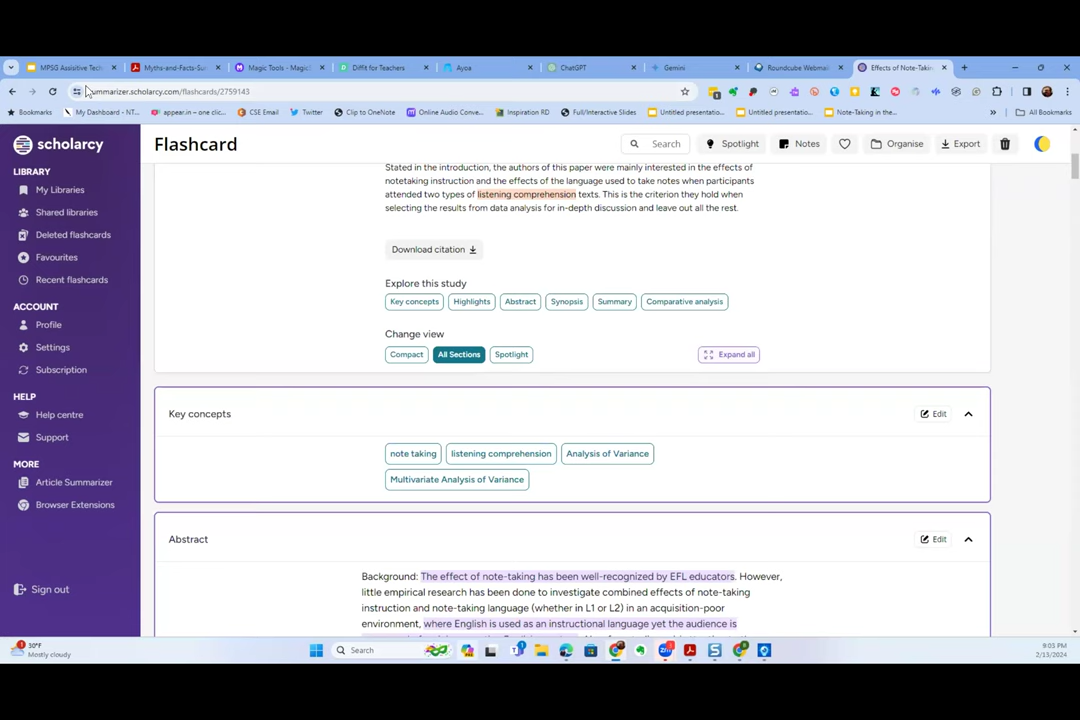 MPSG Assisitive Tech
Myths-and-Facts-Su
Magic Tools - Magic
Diffit for Teachers
Ayoa
ChatGPT
Gemini
Roundcube Webmai
Effects of Note-Takin
ummarizer.scholarcy.com/flashcards/2759143
Bookmarks
My Dashboard - NT...
appear.in – one clic...
CSE Email
Twitter
Clip to OneNote
Online Audio Conve...
Inspiration RD
Full/Interactive Slides
Untitled presentatio...
Untitled presentatio...
Note-Taking in the...
All Bookmarks
scholarcy
Flashcard
Search
Spotlight
Notes
Organise
Export
LIBRARY
My Libraries
Shared libraries
Deleted flashcards
Favourites
Recent flashcards
ACCOUNT
Profile
Settings
Subscription
HELP
Help centre
Support
MORE
Article Summarizer
Browser Extensions
Sign out
Stated in the introduction, the authors of this paper were mainly interested in the effects of
notetaking instruction and the effects of the language used to take notes when participants
attended two types of listening comprehension texts. This is the criterion they hold when
selecting the results from data analysis for in-depth discussion and leave out all the rest.
Download citation
Explore this study
Key concepts
Highlights
Abstract
Synopsis
Summary
Comparative analysis
Change view
Compact
All Sections
Spotlight
Expand all
Key concepts
Edit
note taking
listening comprehension
Analysis of Variance
Multivariate Analysis of Variance
Abstract
Edit
Background: The effect of note-taking has been well-recognized by EFL educators. However,
little empirical research has been done to investigate combined effects of note-taking
instruction and note-taking language (whether in L1 or L2) in an acquisition-poor
environment, where English is used as an instructional language yet the audience is
30°F
Mostly cloudy
Search
9:03 PM
2/13/2024